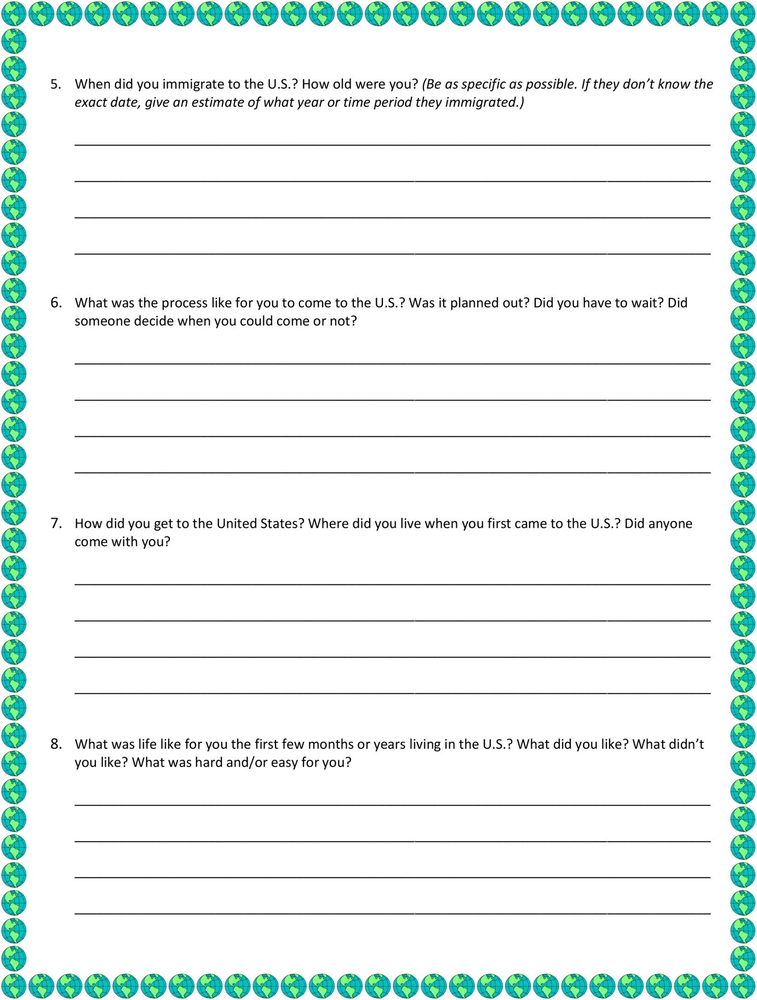 5. When did you immigrate to the U.S.? How old were you? (Be as specific as possible. If they don’t know the
exact date, give an estimate of what year or time period they immigrated.)
6. What was the process like for you to come to the U.S.? Was it planned out? Did you have to wait? Did
someone decide when you could come or not?
7. How did you get to the United States? Where did you live when you first came to the U.S.? Did anyone
come with you?
8. What was life like for you the first few months or years living in the U.S.? What did you like? What didn’t
you like? What was hard and/or easy for you?